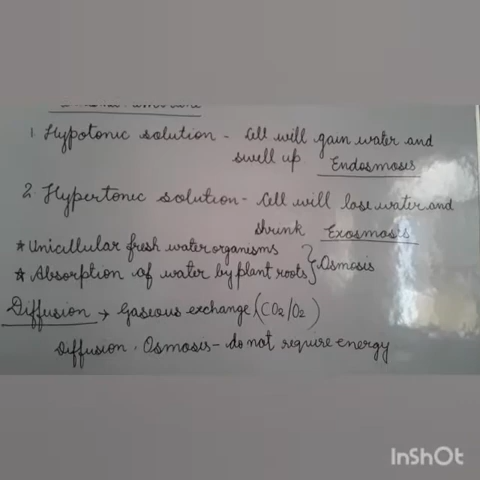 1. Hypotonic solution - Cell will gain water and
swell up Endosmosis
2. Hypertonic solution - Cell will lose water and
shrink Exosmosis
* Unicillular fresh water organisms
* Absorption of water by plant roots } Osmosis
Diffusion → Gaseous exchange (CO2/O2)
Diffusion, Osmosis - do not require energy
InShOt